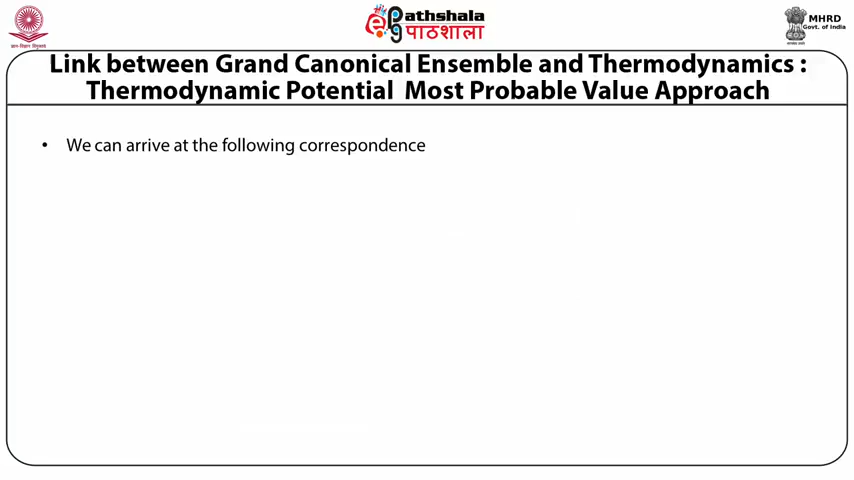 ePathshala
पाठशाला
MHRD
Govt. of India
Link between Grand Canonical Ensemble and Thermodynamics :
Thermodynamic Potential Most Probable Value Approach
• We can arrive at the following correspondence